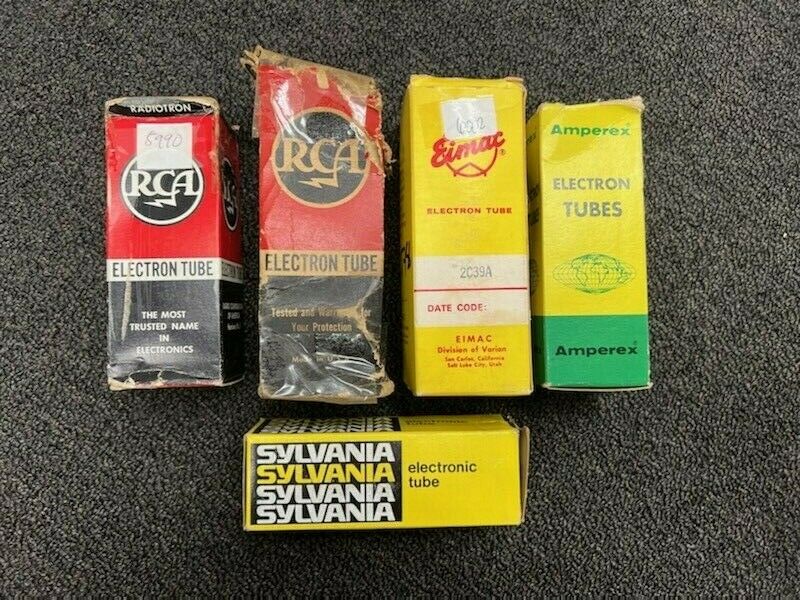 RADIOTRON
5990
RCA
ELECTRON TUBE
THE MOST
TRUSTED NAME
IN
ELECTRONICS
RCA
ELECTRON TUBE
Tested and for
Your Protection
6002
Eimac®
ELECTRON TUBE
2C39A
DATE CODE:
EIMAC
Division of Varian
San Carlos, California
Salt Lake City, Utah
Amperex
ELECTRON
TUBES
Amperex
SYLVANIA
SYLVANIA
SYLVANIA
SYLVANIA
electronic
tube